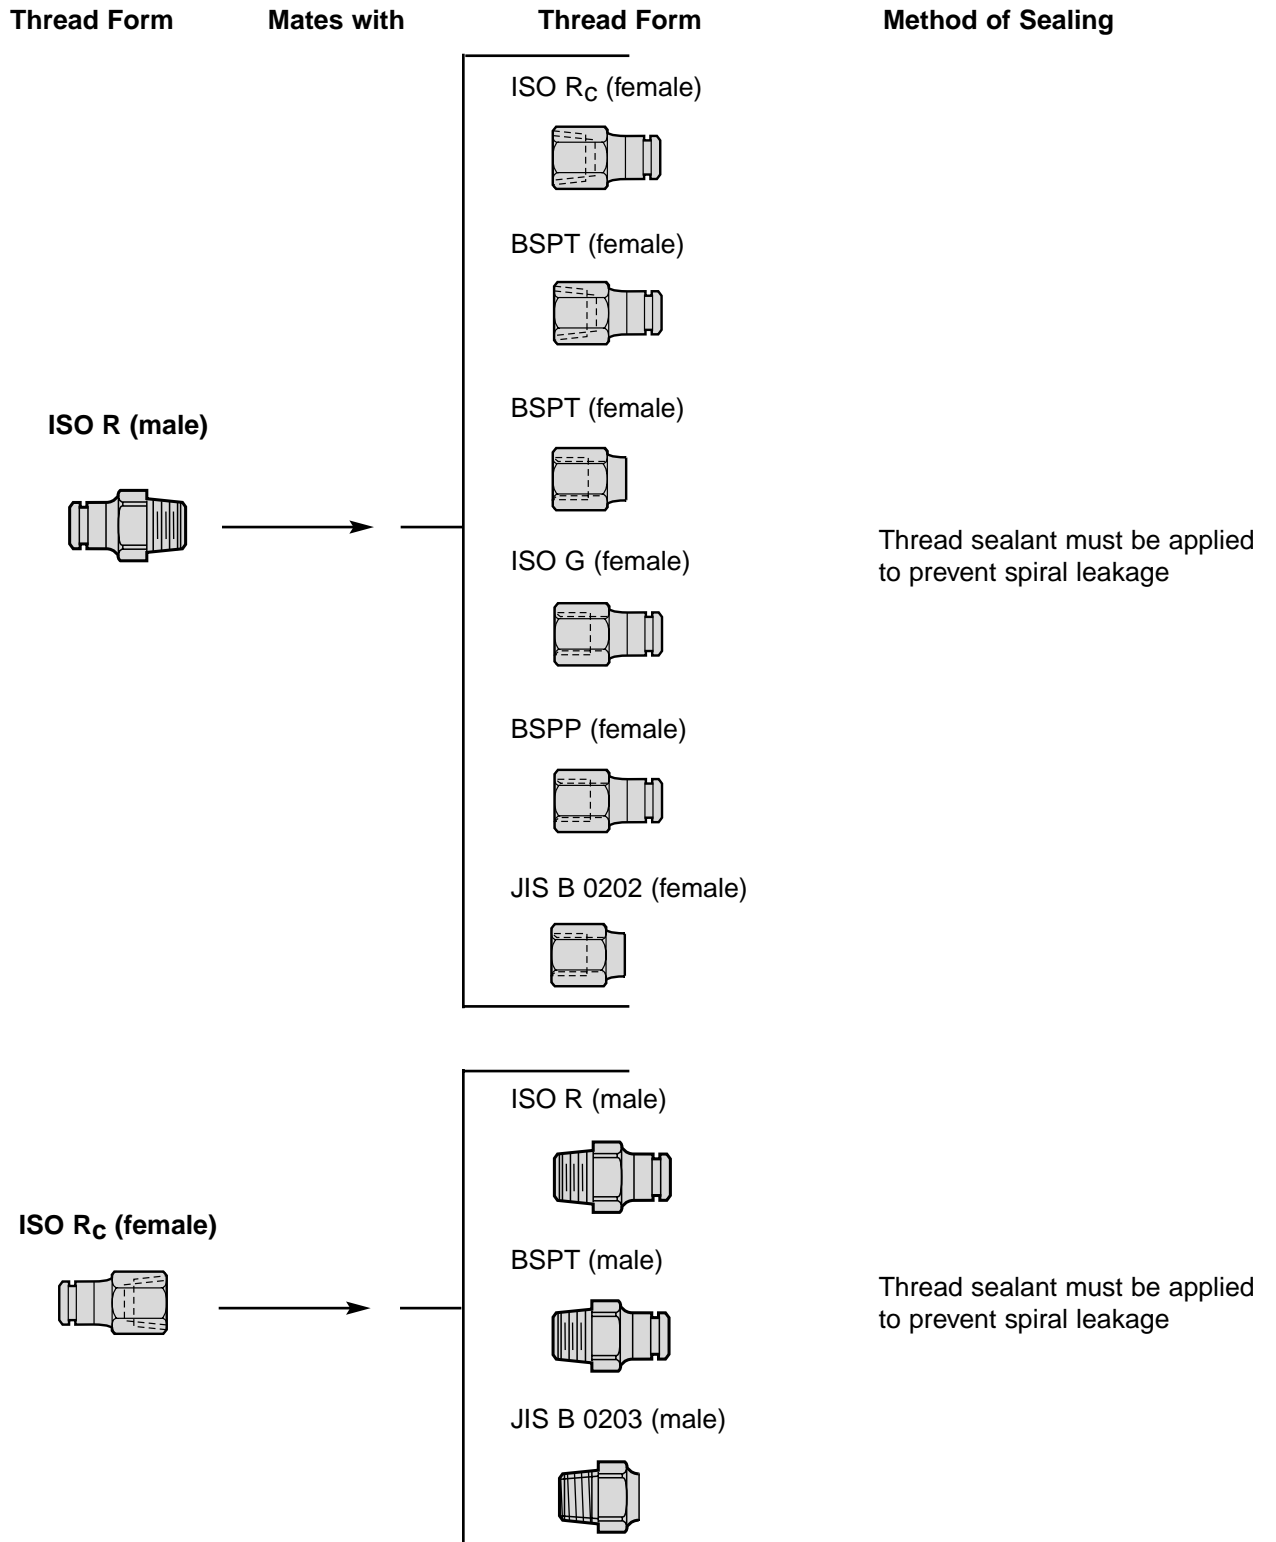 Thread Form Mates with Thread Form Method of Sealing
ISO RC (female)
BSPT (female)
BSPT (female)
ISO R (male)
Thread sealant must be applied
to prevent spiral leakage
ISO G (female)
BSPP (female)
JIS B 0202 (female)
ISO R (male)
ISO RC (female)
BSPT (male)
Thread sealant must be applied
to prevent spiral leakage
JIS B 0203 (male)